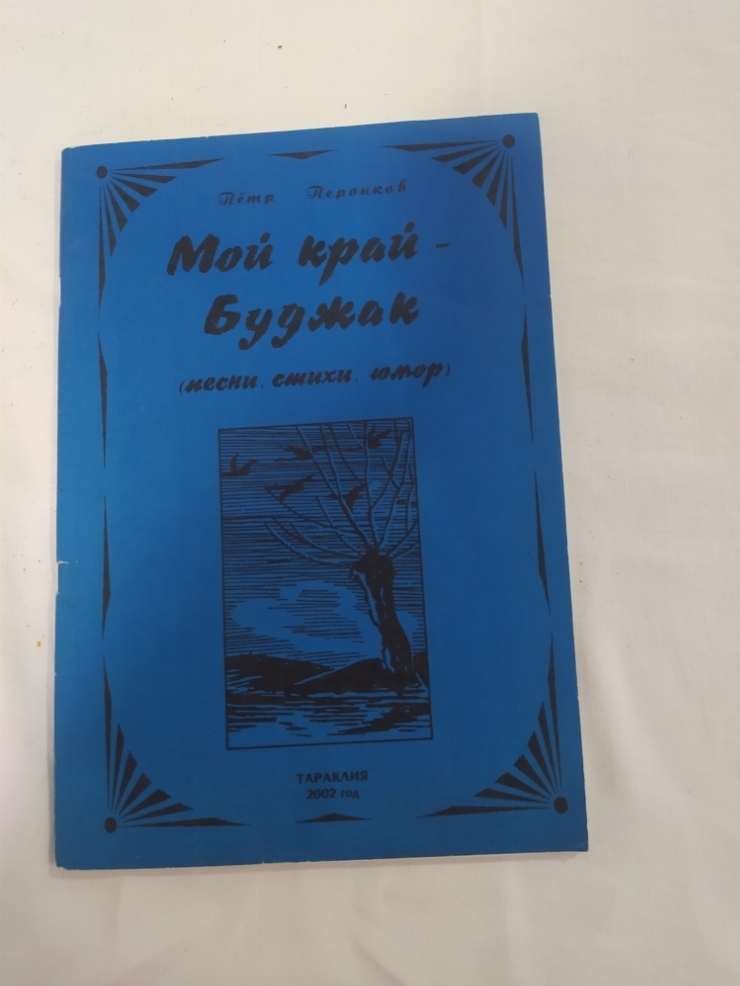 Пётр Перонков
Мой край -
Буджак
(песни, стихи, юмор)
ТАРАКЛИЯ
2002 год